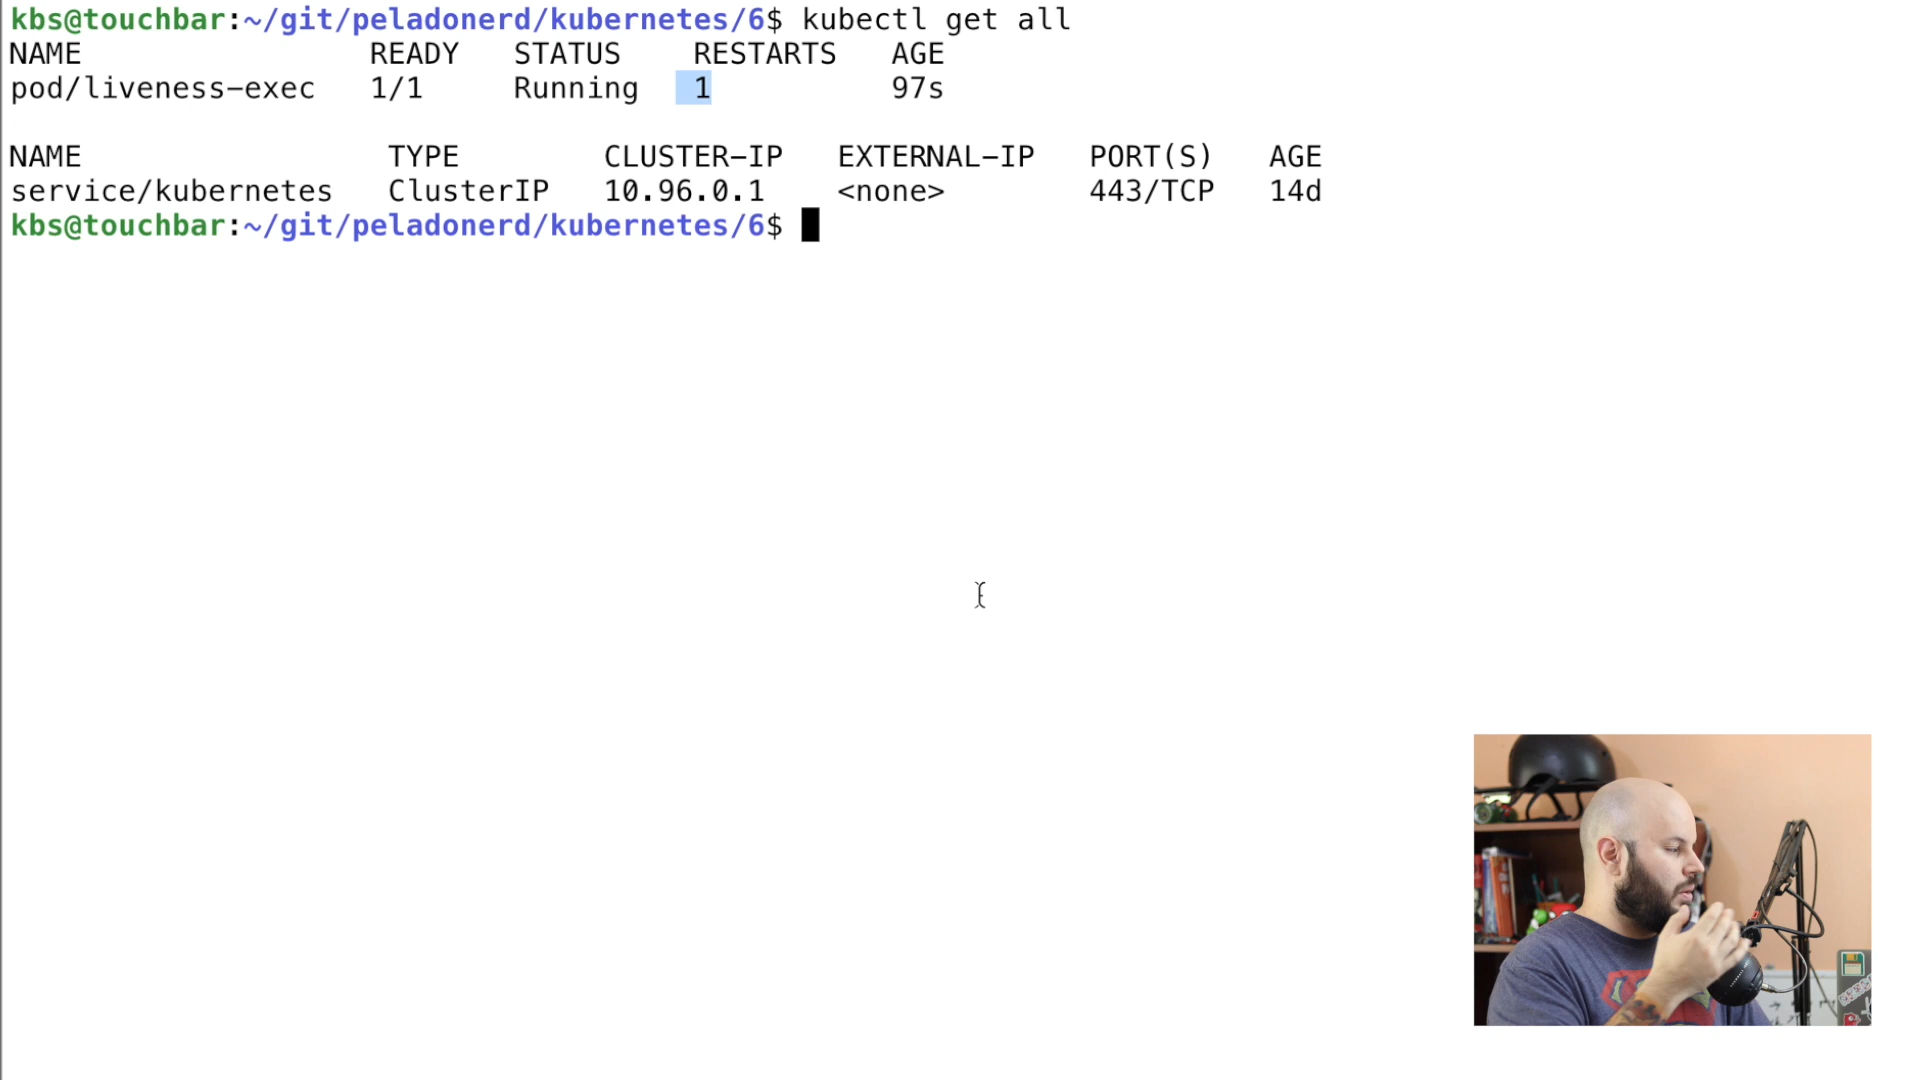 kbs@touchbar:~/git/peladonerd/kubernetes/6$ kubectl get all
NAME READY STATUS RESTARTS AGE
pod/liveness-exec 1/1 Running 1 97s
NAME TYPE CLUSTER-IP EXTERNAL-IP PORT(S) AGE
service/kubernetes ClusterIP 10.96.0.1 <none> 443/TCP 14d
kbs@touchbar:~/git/peladonerd/kubernetes/6$